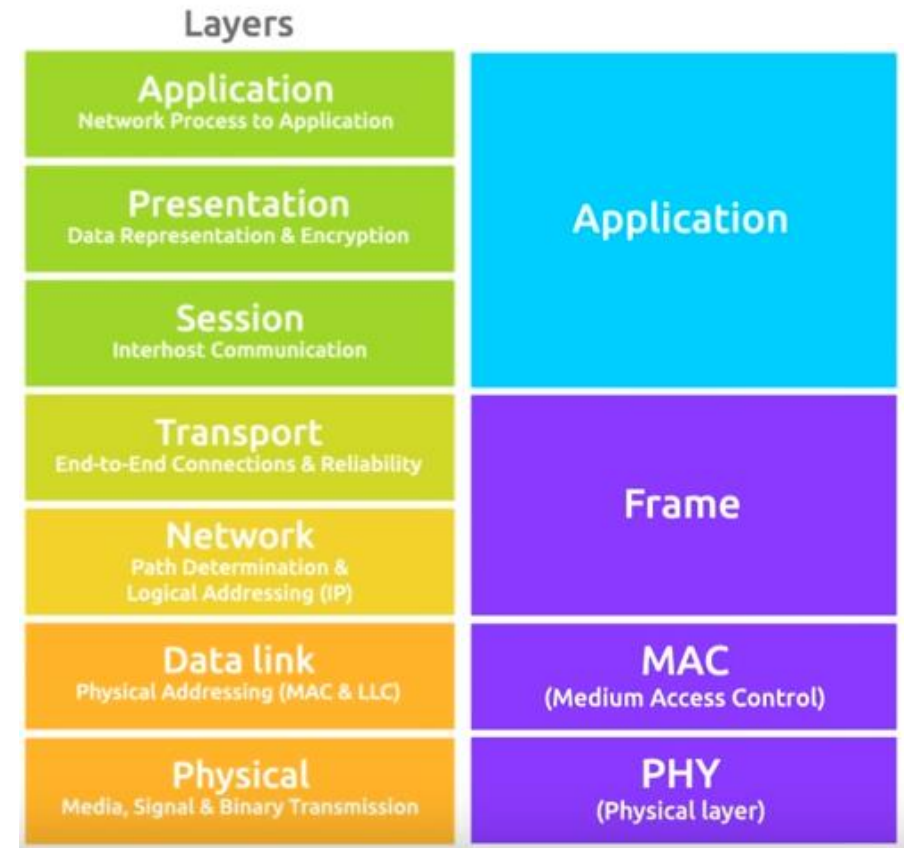 Layers
Application
Network Process to Application
Presentation
Data Representation & Encryption
Session
Interhost Communication
Transport
End-to-End Connections & Reliability
Network
Path Determination &
Logical Addressing (IP)
Data link
Physical Addressing (MAC & LLC)
Physical
Media, Signal & Binary Transmission
Application
Frame
MAC
(Medium Access Control)
PHY
(Physical layer)